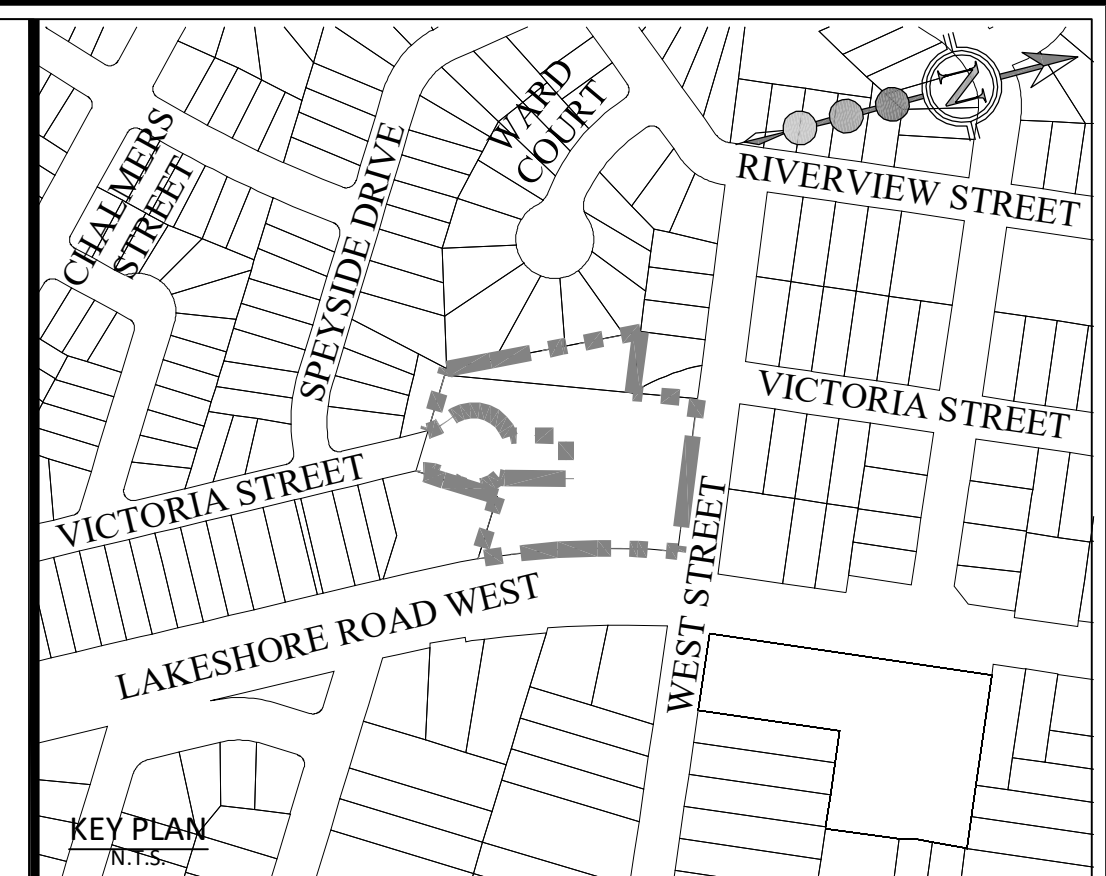 CHALMERS
STREET
SPEYSIDE DRIVE
WARD
COURT
N
RIVERVIEW STREET
VICTORIA STREET
VICTORIA STREET
WEST STREET
LAKESHORE ROAD WEST
KEY PLAN
N.T.S.